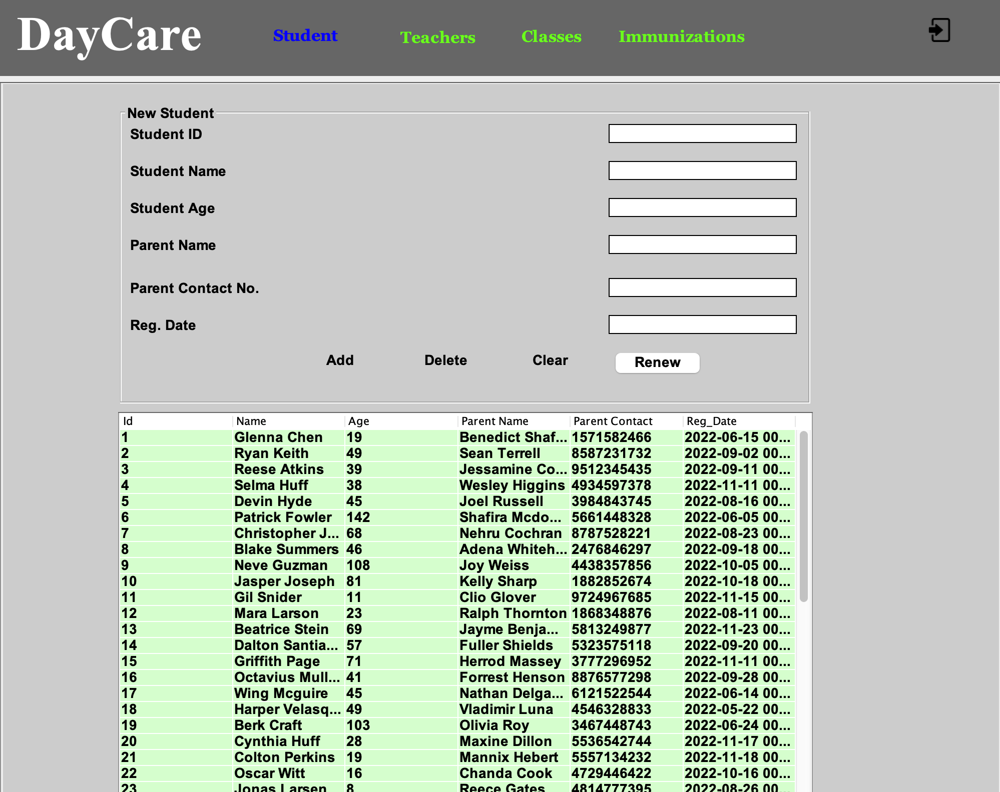 DayCare Student Teachers Classes Immunizations
New Student
Student ID
Student Name
Student Age
Parent Name
Parent Contact No.
Reg. Date
Add Delete Clear Renew
Id Name Age Parent Name Parent Contact Reg_Date
1 Glenna Chen 19 Benedict Shaf... 1571582466 2022-06-15 00...
2 Ryan Keith 49 Sean Terrell 8587231732 2022-09-02 00...
3 Reese Atkins 39 Jessamine Co... 9512345435 2022-09-11 00...
4 Selma Huff 38 Wesley Higgins 4934597378 2022-11-11 00...
5 Devin Hyde 45 Joel Russell 3984843745 2022-08-16 00...
6 Patrick Fowler 142 Shafira Mcdo... 5661448328 2022-06-05 00...
7 Christopher J... 68 Nehru Cochran 8787528221 2022-08-23 00...
8 Blake Summers 46 Adena Whiteh... 2476846297 2022-09-18 00...
9 Neve Guzman 108 Joy Weiss 4438357856 2022-10-05 00...
10 Jasper Joseph 81 Kelly Sharp 1882852674 2022-10-18 00...
11 Gil Snider 11 Clio Glover 9724967685 2022-11-15 00...
12 Mara Larson 23 Ralph Thornton 1868348876 2022-08-11 00...
13 Beatrice Stein 69 Jayme Benja... 5813249877 2022-11-23 00...
14 Dalton Santia... 57 Fuller Shields 5323575118 2022-09-20 00...
15 Griffith Page 71 Herrod Massey 3777296952 2022-11-11 00...
16 Octavius Mull... 41 Forrest Henson 8876577298 2022-09-28 00...
17 Wing Mcguire 45 Nathan Delga... 6121522544 2022-06-14 00...
18 Harper Velasq... 49 Vladimir Luna 4546328833 2022-05-22 00...
19 Berk Craft 103 Olivia Roy 3467448743 2022-06-24 00...
20 Cynthia Huff 28 Maxine Dillon 5536542744 2022-11-17 00...
21 Colton Perkins 19 Mannix Hebert 5557134232 2022-11-18 00...
22 Oscar Witt 16 Chanda Cook 4729446422 2022-10-16 00...
23 Jonas Larsen 8 Reece Gates 4814777395 2022-08-26 00...